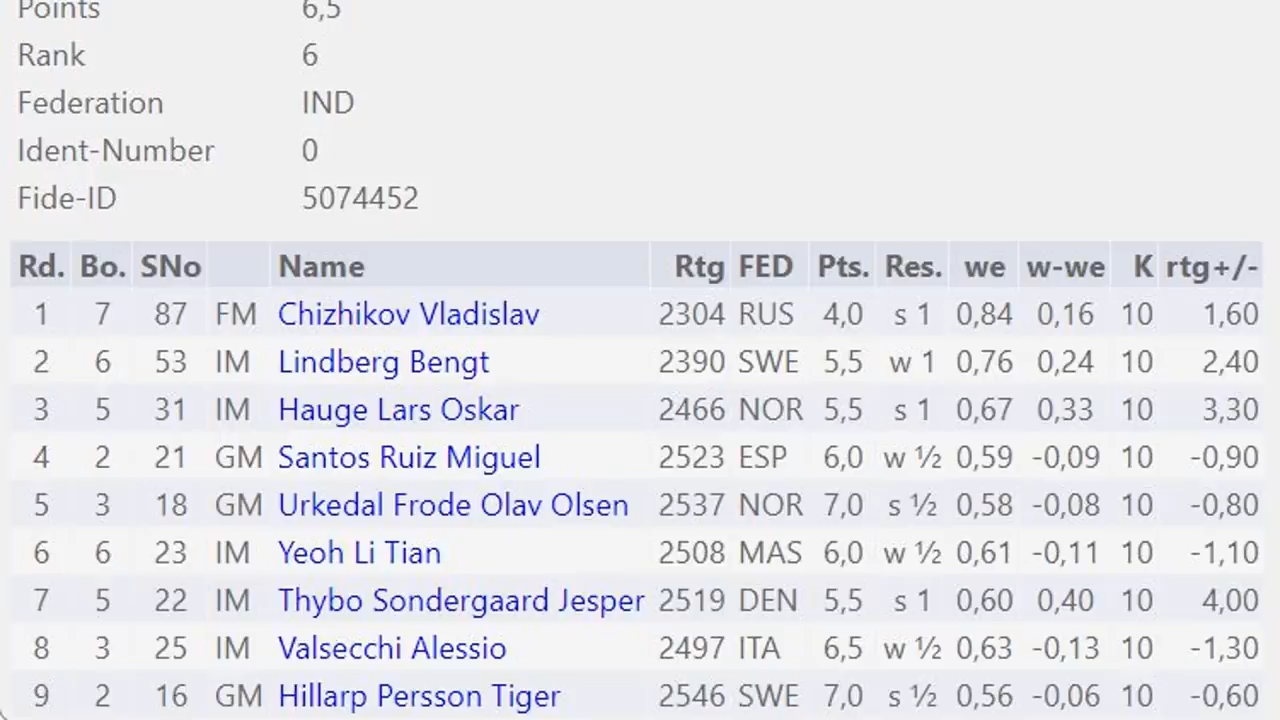 Points 6,5
Rank 6
Federation IND
Ident-Number 0
Fide-ID 5074452
Rd. Bo. SNo Name Rtg FED Pts. Res. we w-we K rtg+/-
1 7 87 FM Chizhikov Vladislav 2304 RUS 4,0 s 1 0,84 0,16 10 1,60
2 6 53 IM Lindberg Bengt 2390 SWE 5,5 w 1 0,76 0,24 10 2,40
3 5 31 IM Hauge Lars Oskar 2466 NOR 5,5 s 1 0,67 0,33 10 3,30
4 2 21 GM Santos Ruiz Miguel 2523 ESP 6,0 w ½ 0,59 -0,09 10 -0,90
5 3 18 GM Urkedal Frode Olav Olsen 2537 NOR 7,0 s ½ 0,58 -0,08 10 -0,80
6 6 23 IM Yeoh Li Tian 2508 MAS 6,0 w ½ 0,61 -0,11 10 -1,10
7 5 22 IM Thybo Sondergaard Jesper 2519 DEN 5,5 s 1 0,60 0,40 10 4,00
8 3 25 IM Valsecchi Alessio 2497 ITA 6,5 w ½ 0,63 -0,13 10 -1,30
9 2 16 GM Hillarp Persson Tiger 2546 SWE 7,0 s ½ 0,56 -0,06 10 -0,60